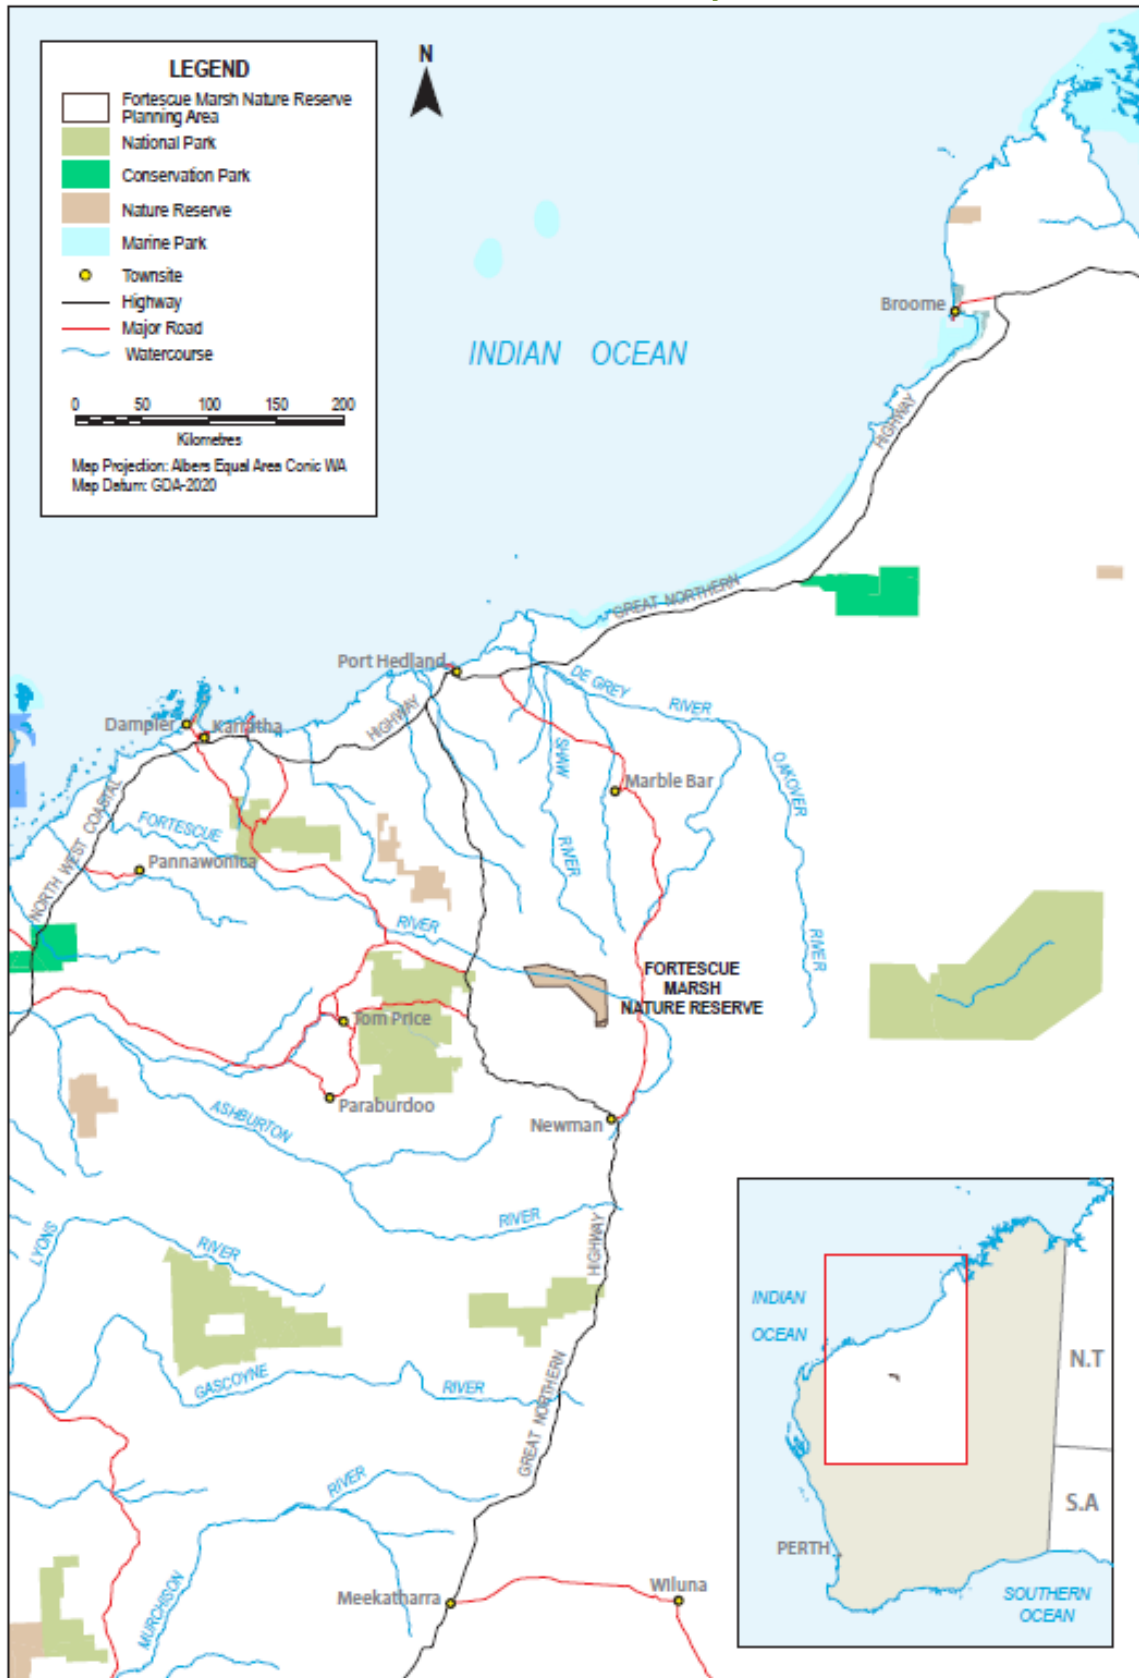 LEGEND
Fortescue Marsh Nature Reserve
Planning Area
National Park
Conservation Park
Nature Reserve
Marine Park
Townsite
Highway
Major Road
Watercourse
0 50 100 150 200
Kilometres
Map Projection: Albers Equal Area Conic WA
Map Datum: GDA-2020
N
INDIAN OCEAN
Broome
HIGHWAY
GREAT NORTHERN
Port Hedland
DE GREY
RIVER
Dampier
Karratha
HIGHWAY
SHAW
RIVER
OAKOVER
RIVER
Marble Bar
NORTH WEST COASTAL
FORTESCUE
Pannawonica
RIVER
FORTESCUE
MARSH
NATURE RESERVE
Tom Price
Paraburdoo
ASHBURTON
RIVER
Newman
LYONS
RIVER
HIGHWAY
GASCOYNE
RIVER
GREAT NORTHERN
RIVER
MURCHISON
Meekatharra
Wiluna
INDIAN
OCEAN
N.T
S.A
PERTH
SOUTHERN
OCEAN